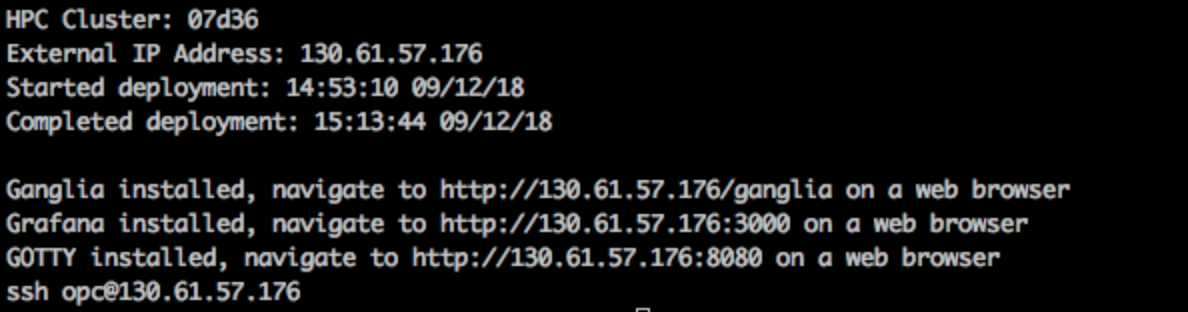 HPC Cluster: 07d36
External IP Address: 130.61.57.176
Started deployment: 14:53:10 09/12/18
Completed deployment: 15:13:44 09/12/18
Ganglia installed, navigate to http://130.61.57.176/ganglia on a web browser
Grafana installed, navigate to http://130.61.57.176:3000 on a web browser
GOTTY installed, navigate to http://130.61.57.176:8080 on a web browser
ssh opc@130.61.57.176